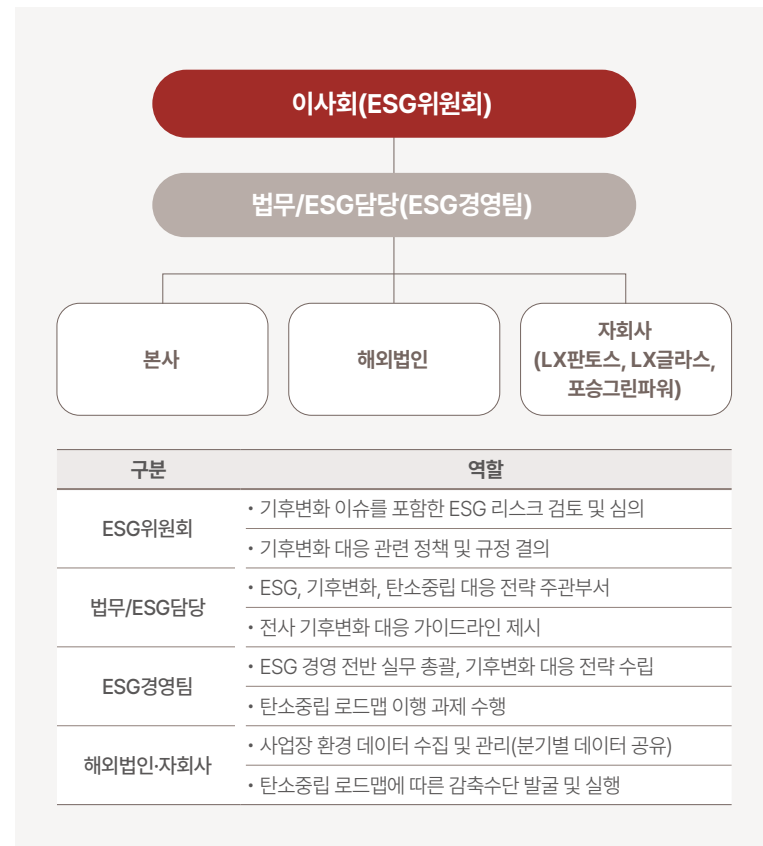 이사회(ESG위원회)
법무/ESG담당(ESG경영팀)
본사
해외법인
자회사
(LX판토스, LX글라스,
포승그린파워)
구분 역할
ESG위원회
• 기후변화 이슈를 포함한 ESG 리스크 검토 및 심의
• 기후변화 대응 관련 정책 및 규정 결의
법무/ESG담당
• ESG, 기후변화, 탄소중립 대응 전략 주관부서
• 전사 기후변화 대응 가이드라인 제시
ESG경영팀
• ESG 경영 전반 실무 총괄, 기후변화 대응 전략 수립
• 탄소중립 로드맵 이행 과제 수행
해외법인·자회사
• 사업장 환경 데이터 수집 및 관리(분기별 데이터 공유)
• 탄소중립 로드맵에 따른 감축수단 발굴 및 실행